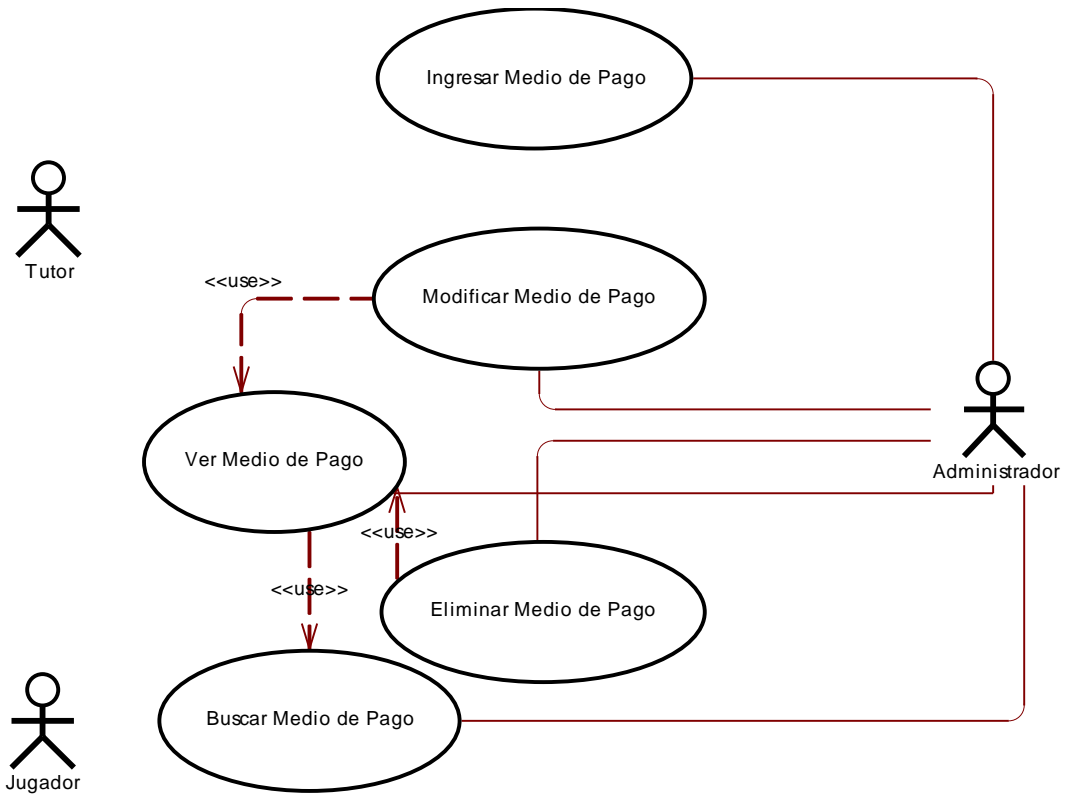 Ingresar Medio de Pago
Tutor
<<use>>
Modificar Medio de Pago
Ver Medio de Pago
Administrador
<<use>>
<<use>>
Eliminar Medio de Pago
Buscar Medio de Pago
Jugador